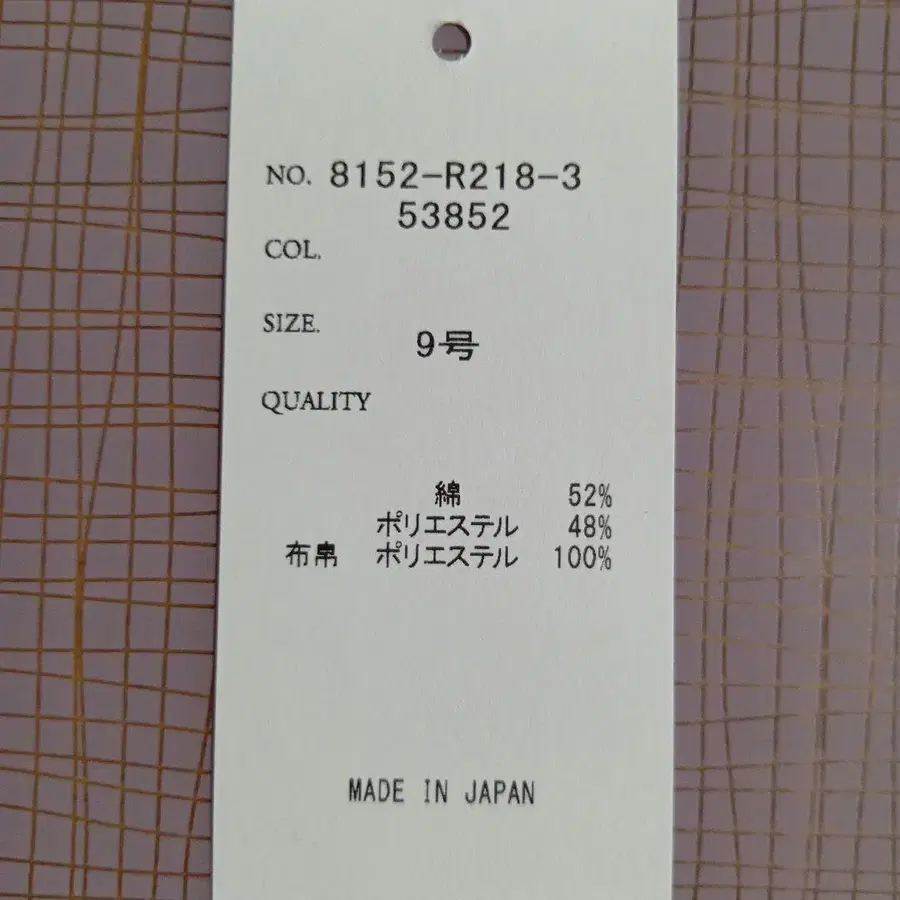 NO. 8152-R218-3
53852
COL.
SIZE.
9号
QUALITY
綿 52%
ポリエステル 48%
布帛 ポリエステル 100%
MADE IN JAPAN